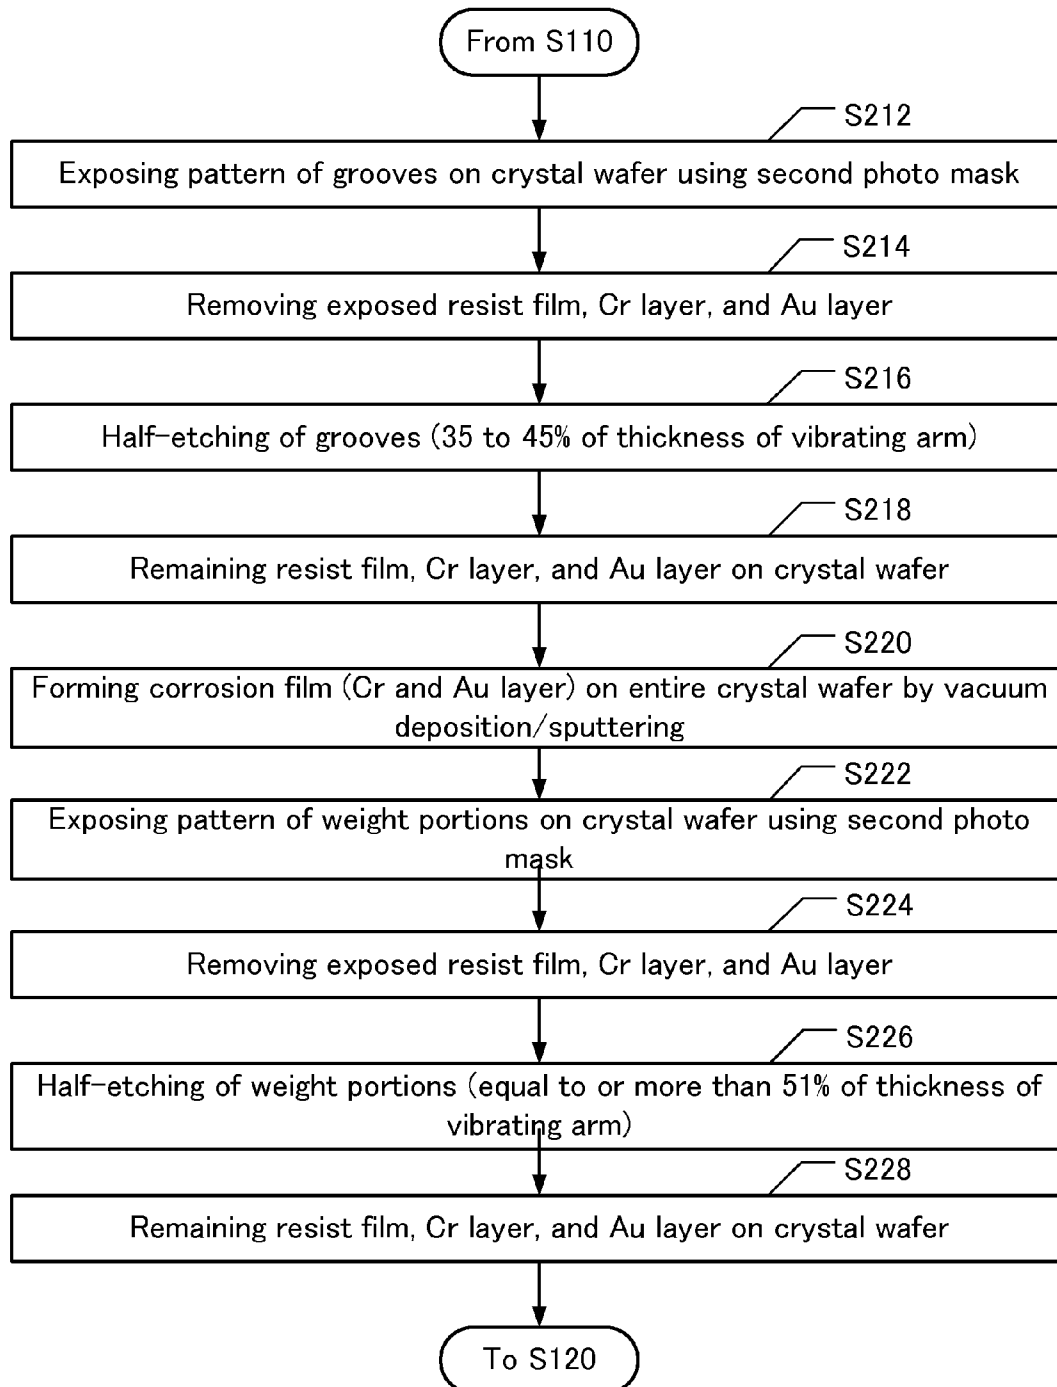 From S110
S212
Exposing pattern of grooves on crystal wafer using second photo mask
S214
Removing exposed resist film, Cr layer, and Au layer
S216
Half-etching of grooves (35 to 45% of thickness of vibrating arm)
S218
Remaining resist film, Cr layer, and Au layer on crystal wafer
S220
Forming corrosion film (Cr and Au layer) on entire crystal wafer by vacuum
deposition/sputtering
S222
Exposing pattern of weight portions on crystal wafer using second photo
mask
S224
Removing exposed resist film, Cr layer, and Au layer
S226
Half-etching of weight portions (equal to or more than 51% of thickness of
vibrating arm)
S228
Remaining resist film, Cr layer, and Au layer on crystal wafer
To S120